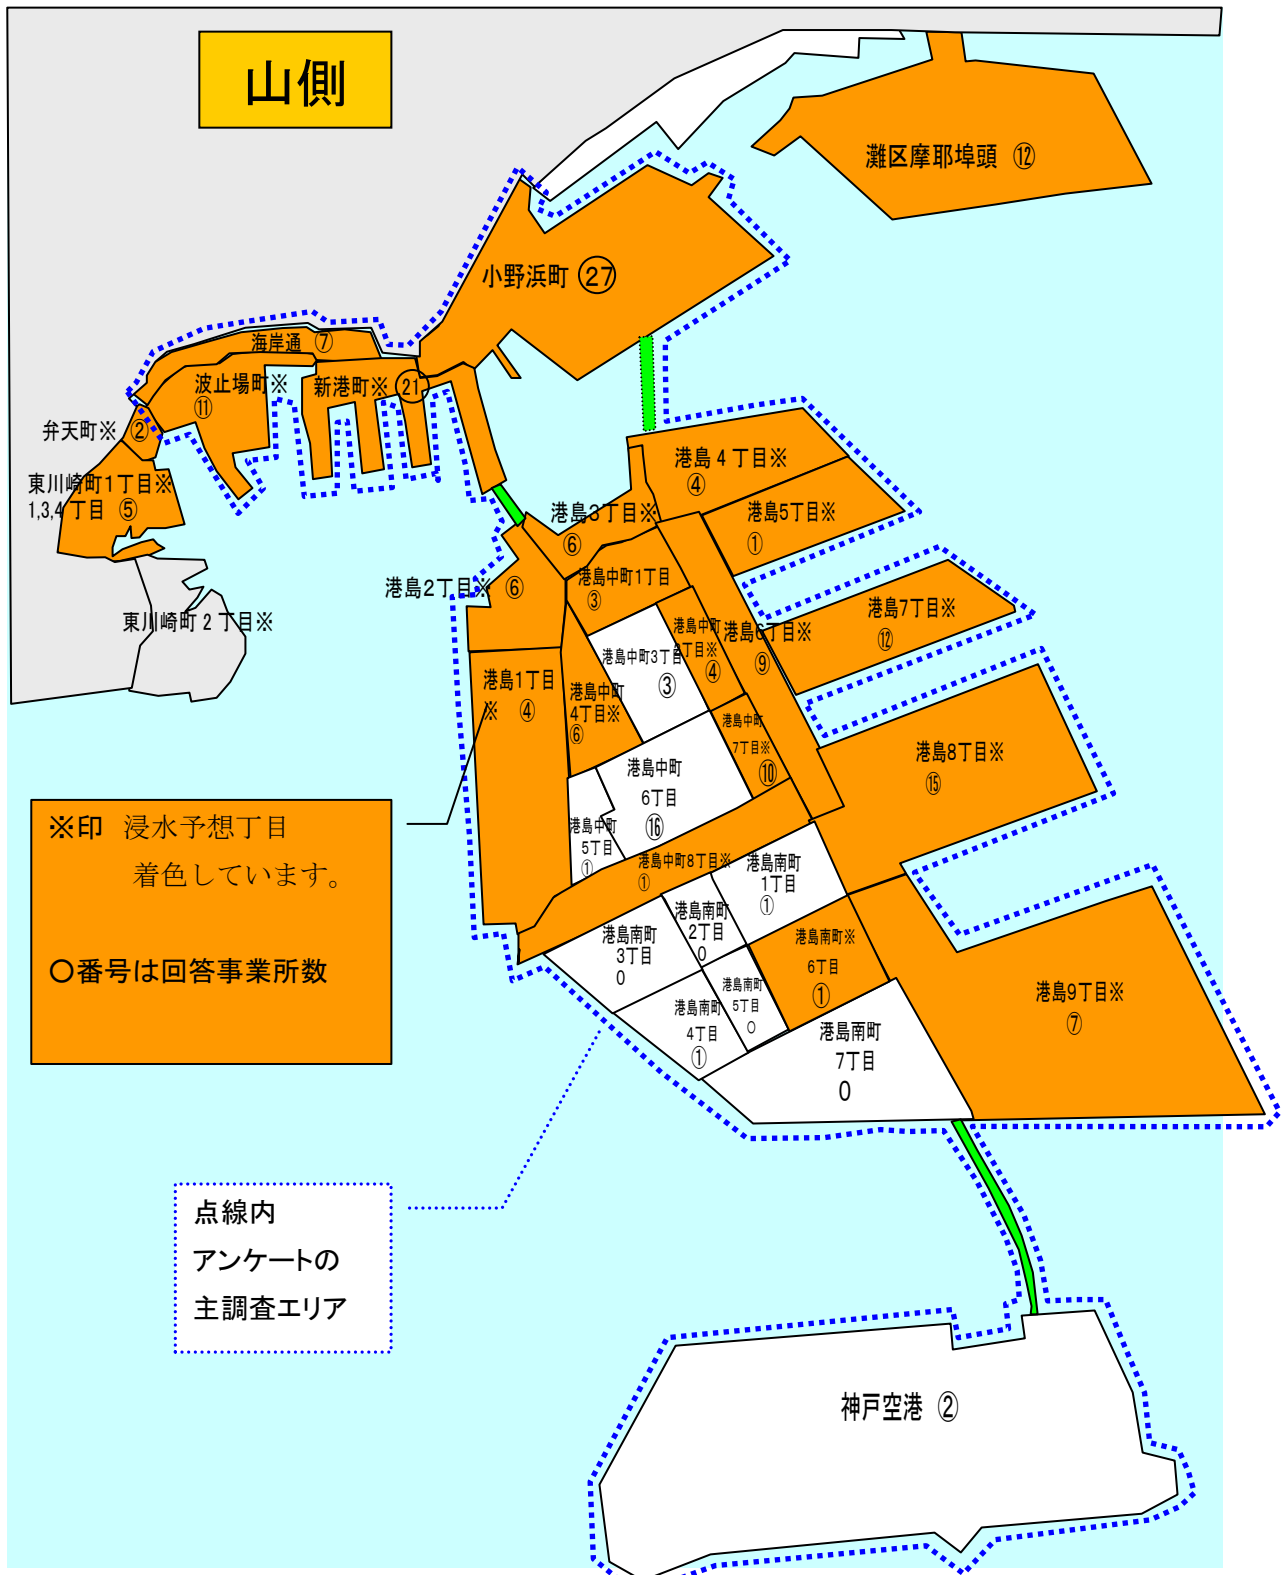 山側
灘区摩耶埠頭 ⑫
小野浜町 ㉗
海岸通 ⑦
波止場町※
⑪
新港町※ ㉑
弁天町※ ②
東川崎町1丁目※
1,3,4丁目 ⑤
東川崎町2丁目※
港島4丁目※
④
港島5丁目※
①
港島3丁目※
⑥
港島2丁目※ ⑥
港島中町1丁目
③
港島中町
2丁目※
④
港島6丁目※
⑨
港島7丁目※
⑫
港島中町3丁目
③
港島1丁目
※ ④
港島中町
4丁目※
⑥
港島中町
7丁目※
⑩
港島8丁目※
⑮
港島中町
6丁目
⑯
港島中町
5丁目
①
港島中町8丁目※
①
港島南町
1丁目
①
港島南町
2丁目
0
港島南町
3丁目
0
港島南町※
6丁目
①
港島南町
5丁目
○
港島南町
4丁目
①
港島南町
7丁目
0
港島9丁目※
⑦
※印 浸水予想丁目
着色しています。
○番号は回答事業所数
点線内
アンケートの
主調査エリア
神戸空港 ②